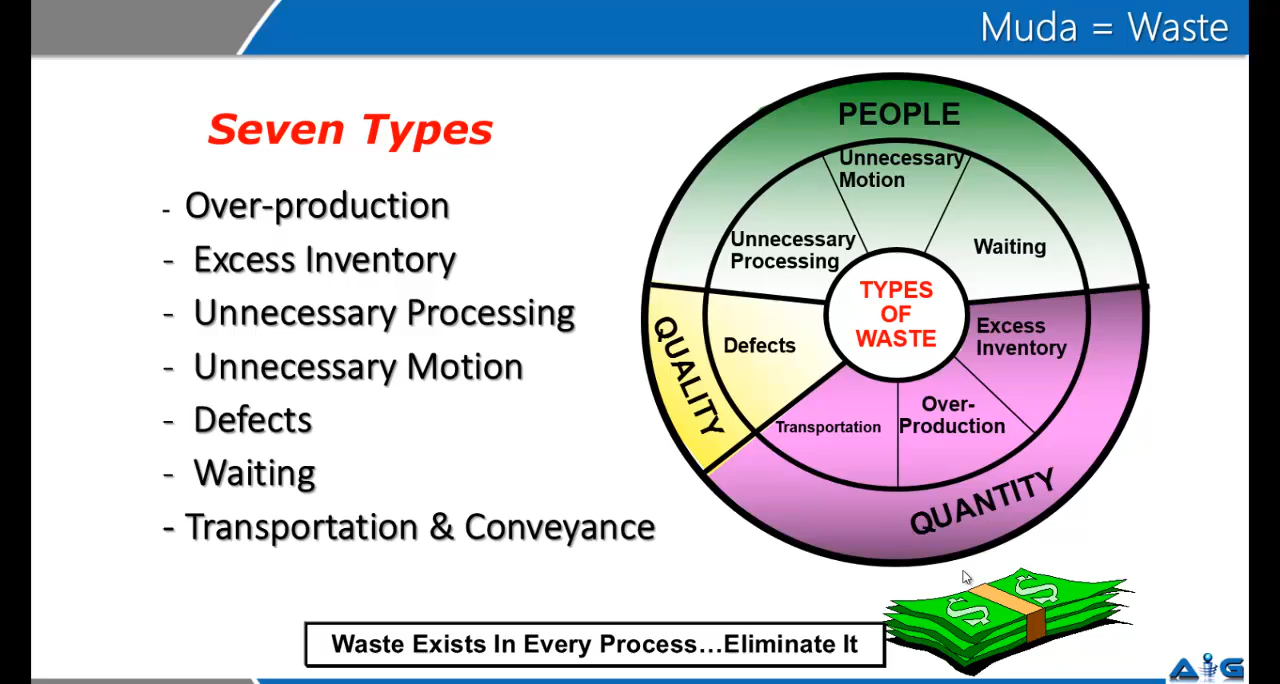 Muda = Waste
Seven Types
- Over-production
- Excess Inventory
- Unnecessary Processing
- Unnecessary Motion
- Defects
- Waiting
- Transportation & Conveyance
PEOPLE
Unnecessary
Motion
Unnecessary
Processing
Waiting
TYPES
OF
WASTE
QUALITY
Defects
Excess
Inventory
Transportation
Over-
Production
QUANTITY
Waste Exists In Every Process…Eliminate It
$ $
AiG